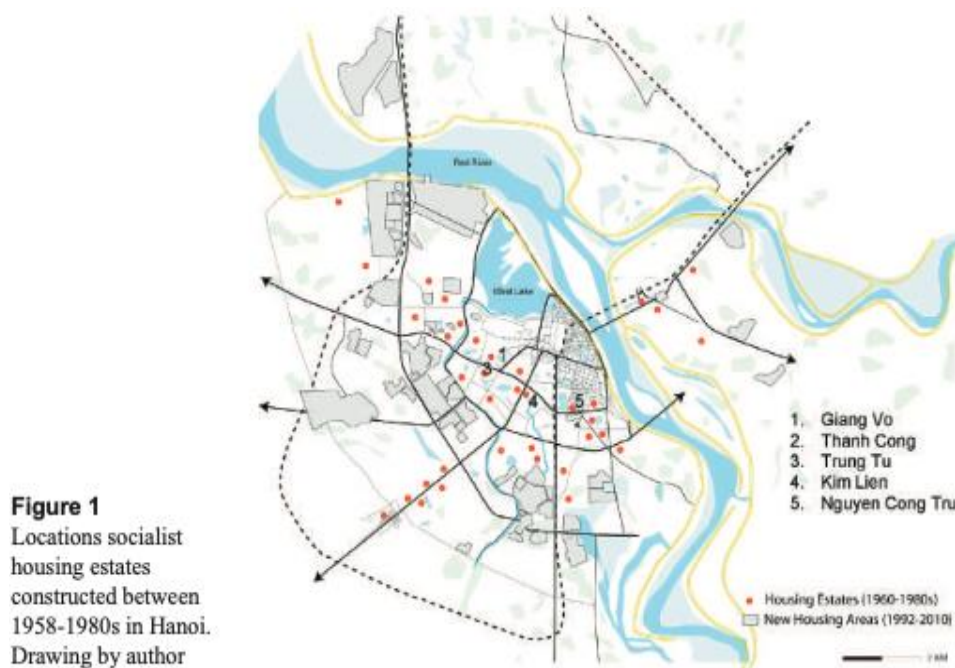 Red River
West Lake
1
3
4
5
1. Giang Vo
2. Thanh Cong
3. Trung Tu
4. Kim Lien
5. Nguyen Cong Tru
Figure 1
Locations socialist
housing estates
constructed between
1958-1980s in Hanoi.
Drawing by author
Housing Estates (1960-1980s)
New Housing Areas (1992-2010)